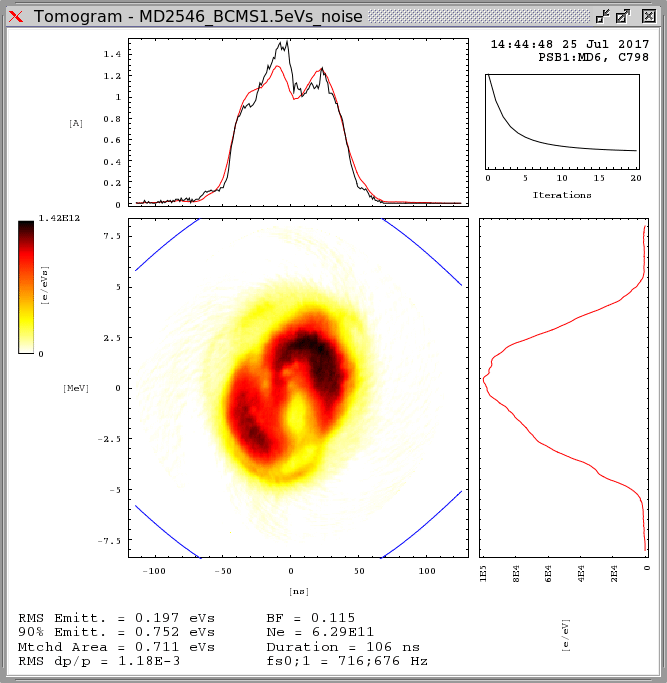 Tomogram - MD2546_BCMS1.5eVs_noise
14:44:48 25 Jul 2017
PSB1:MD6, C798
1.4
1.2
1
0.8
0.6
0.4
0.2
0
[A]
0 5 10 15 20
Iterations
1.42E12
[e/eVs]
0
7.5
5
2.5
0
-2.5
-5
-7.5
[MeV]
-100 -50 0 50 100
[ns]
1E5 8E4 6E4 4E4 2E4 0
[e/eV]
RMS Emitt. = 0.197 eVs BF = 0.115
90% Emitt. = 0.752 eVs Ne = 6.29E11
Mtchd Area = 0.711 eVs Duration = 106 ns
RMS dp/p = 1.18E-3 fs0;1 = 716;676 Hz